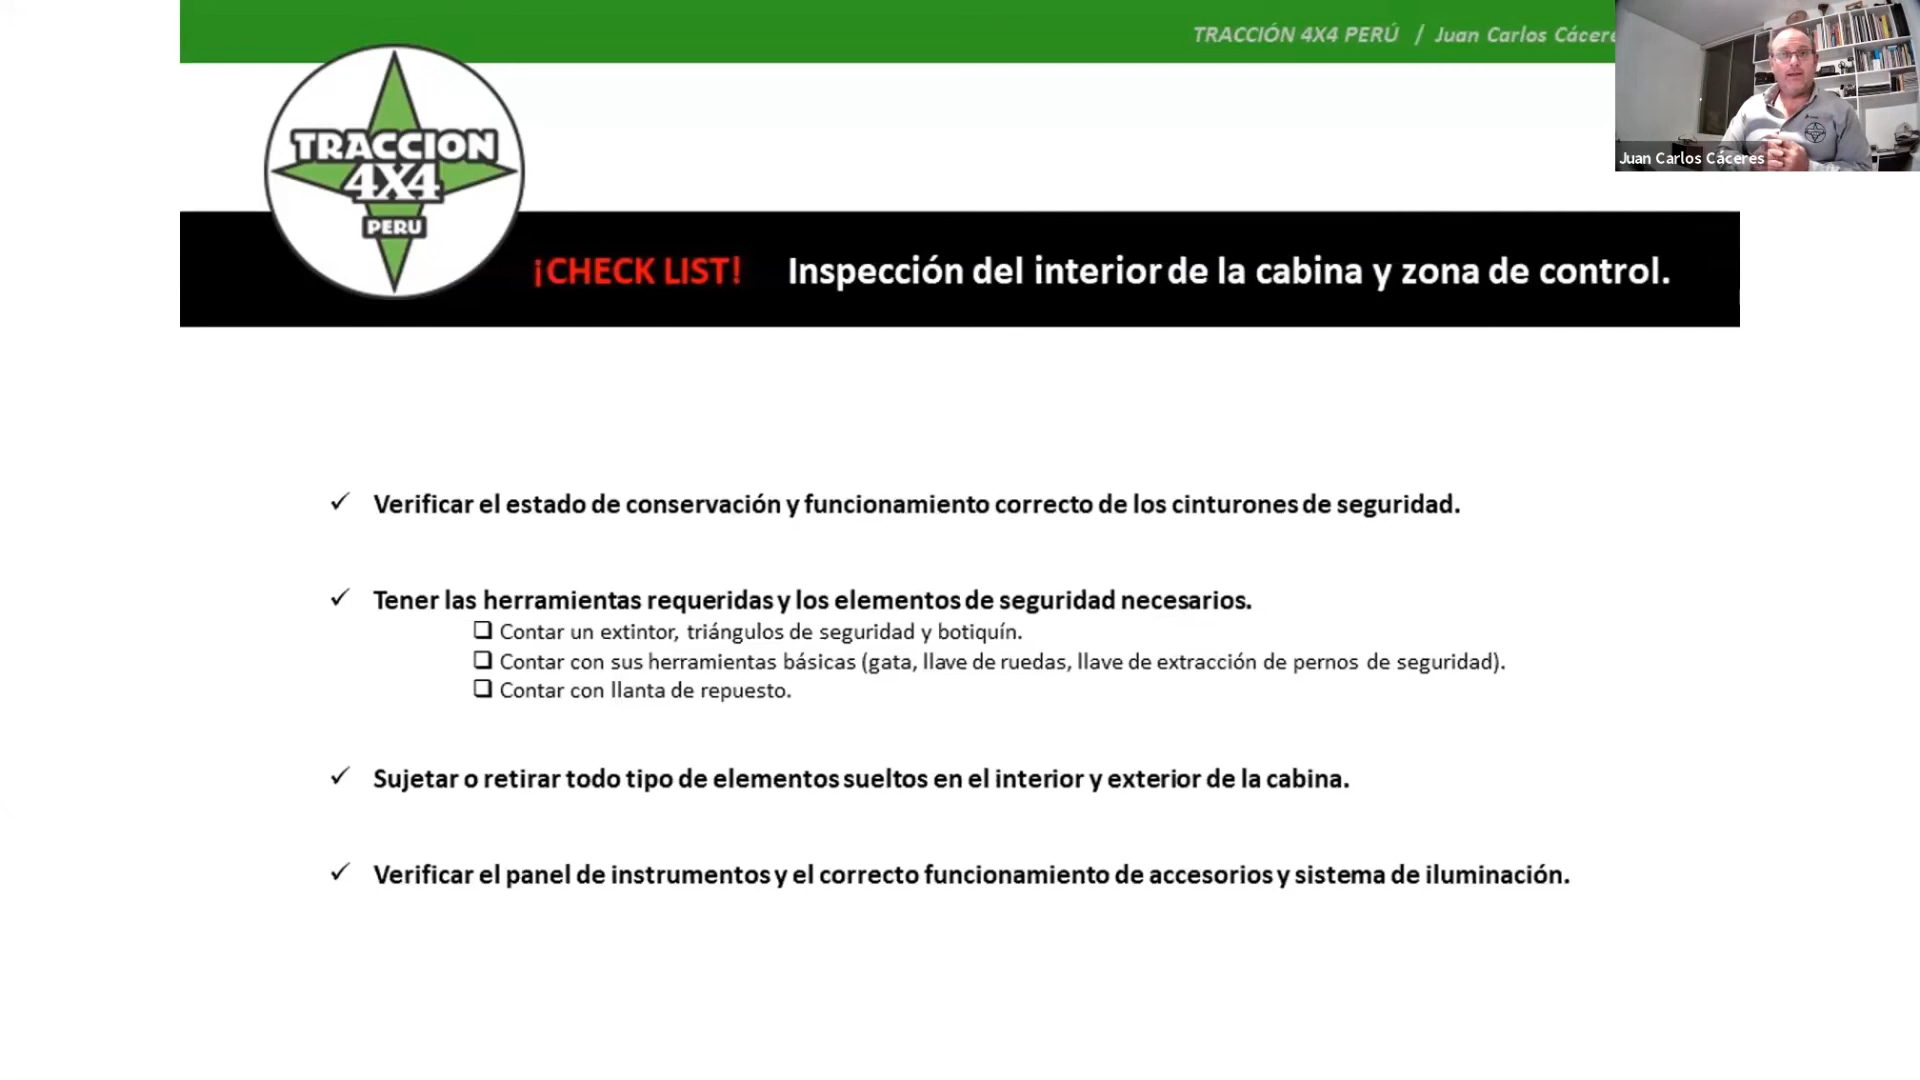 TRACCIÓN 4X4 PERÚ / Juan Carlos Cácere
Juan Carlos Cáceres
TRACCION
4X4
PERU
¡CHECK LIST! Inspección del interior de la cabina y zona de control.
✓ Verificar el estado de conservación y funcionamiento correcto de los cinturones de seguridad.
✓ Tener las herramientas requeridas y los elementos de seguridad necesarios.
❑ Contar un extintor, triángulos de seguridad y botiquín.
❑ Contar con sus herramientas básicas (gata, llave de ruedas, llave de extracción de pernos de seguridad).
❑ Contar con llanta de repuesto.
✓ Sujetar o retirar todo tipo de elementos sueltos en el interior y exterior de la cabina.
✓ Verificar el panel de instrumentos y el correcto funcionamiento de accesorios y sistema de iluminación.